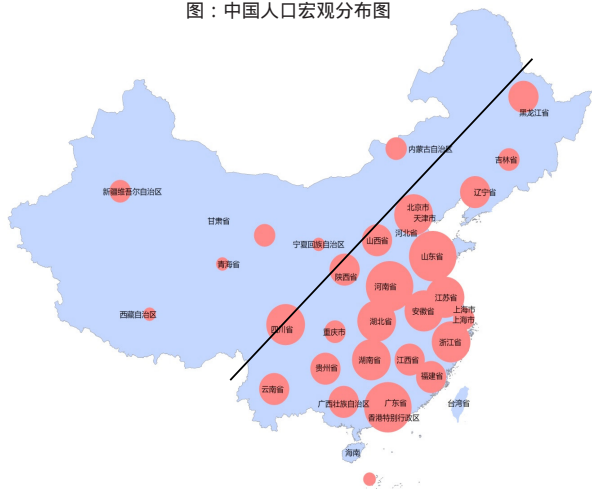 图：中国人口宏观分布图
黑龙江省
内蒙古自治区
吉林省
新疆维吾尔自治区
辽宁省
北京市
天津市
甘肃省
河北省
山西省
宁夏回族自治区
山东省
青海省
陕西省
河南省
江苏省
西藏自治区
安徽省
上海市
上海市
湖北省
四川省
重庆市
浙江省
湖南省
江西省
贵州省
福建省
云南省
广西壮族自治区
广东省
台湾省
香港特别行政区
海南